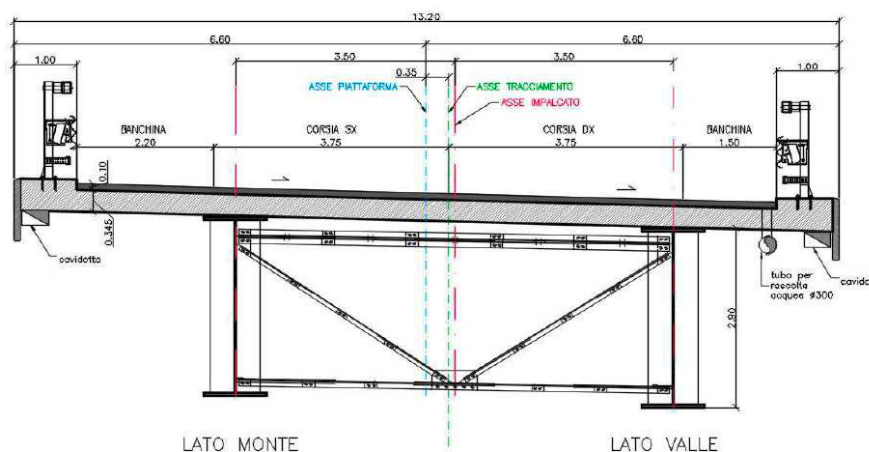 13.20
6.60 6.60
3.50 3.50
1.00 0.35 1.00
ASSE PIATTAFORMA ASSE TRACCIAMENTO
ASSE IMPALCATO
BANCHINA CORSIA SX CORSIA DX BANCHINA
2.20 3.75 3.75 1.50
0.10
0.345
cavidotto
tubo per
raccolta
acque ø300
cavido
2.90
LATO MONTE LATO VALLE